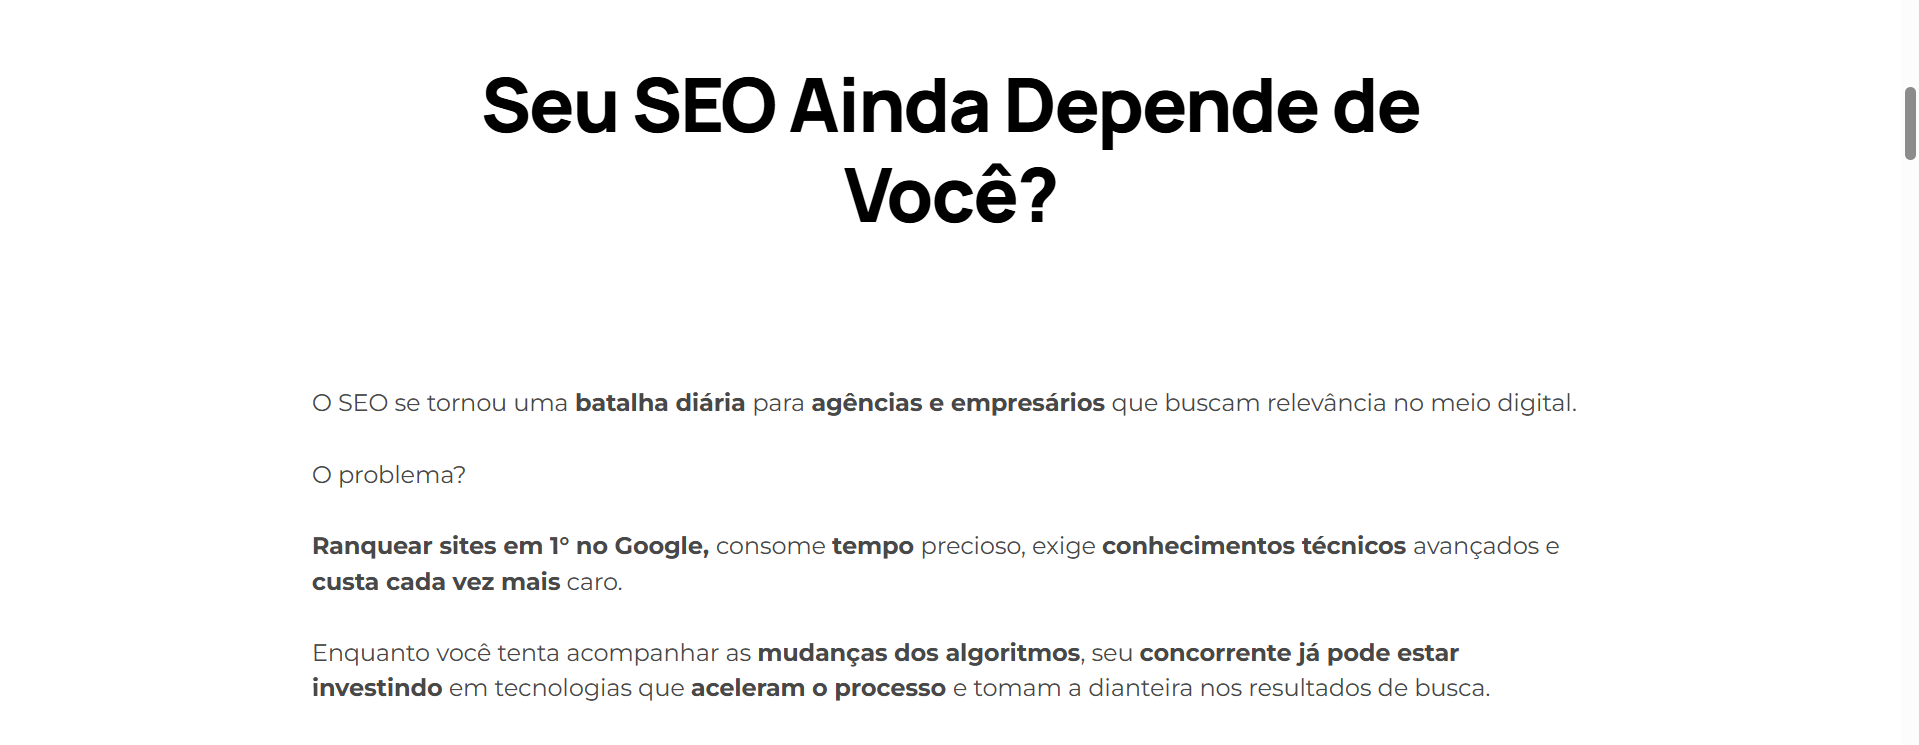 Seu SEO Ainda Depende de
Você?
O SEO se tornou uma batalha diária para agências e empresários que buscam relevância no meio digital.
O problema?
Ranquear sites em 1º no Google, consome tempo precioso, exige conhecimentos técnicos avançados e
custa cada vez mais caro.
Enquanto você tenta acompanhar as mudanças dos algoritmos, seu concorrente já pode estar
investindo em tecnologias que aceleram o processo e tomam a dianteira nos resultados de busca.